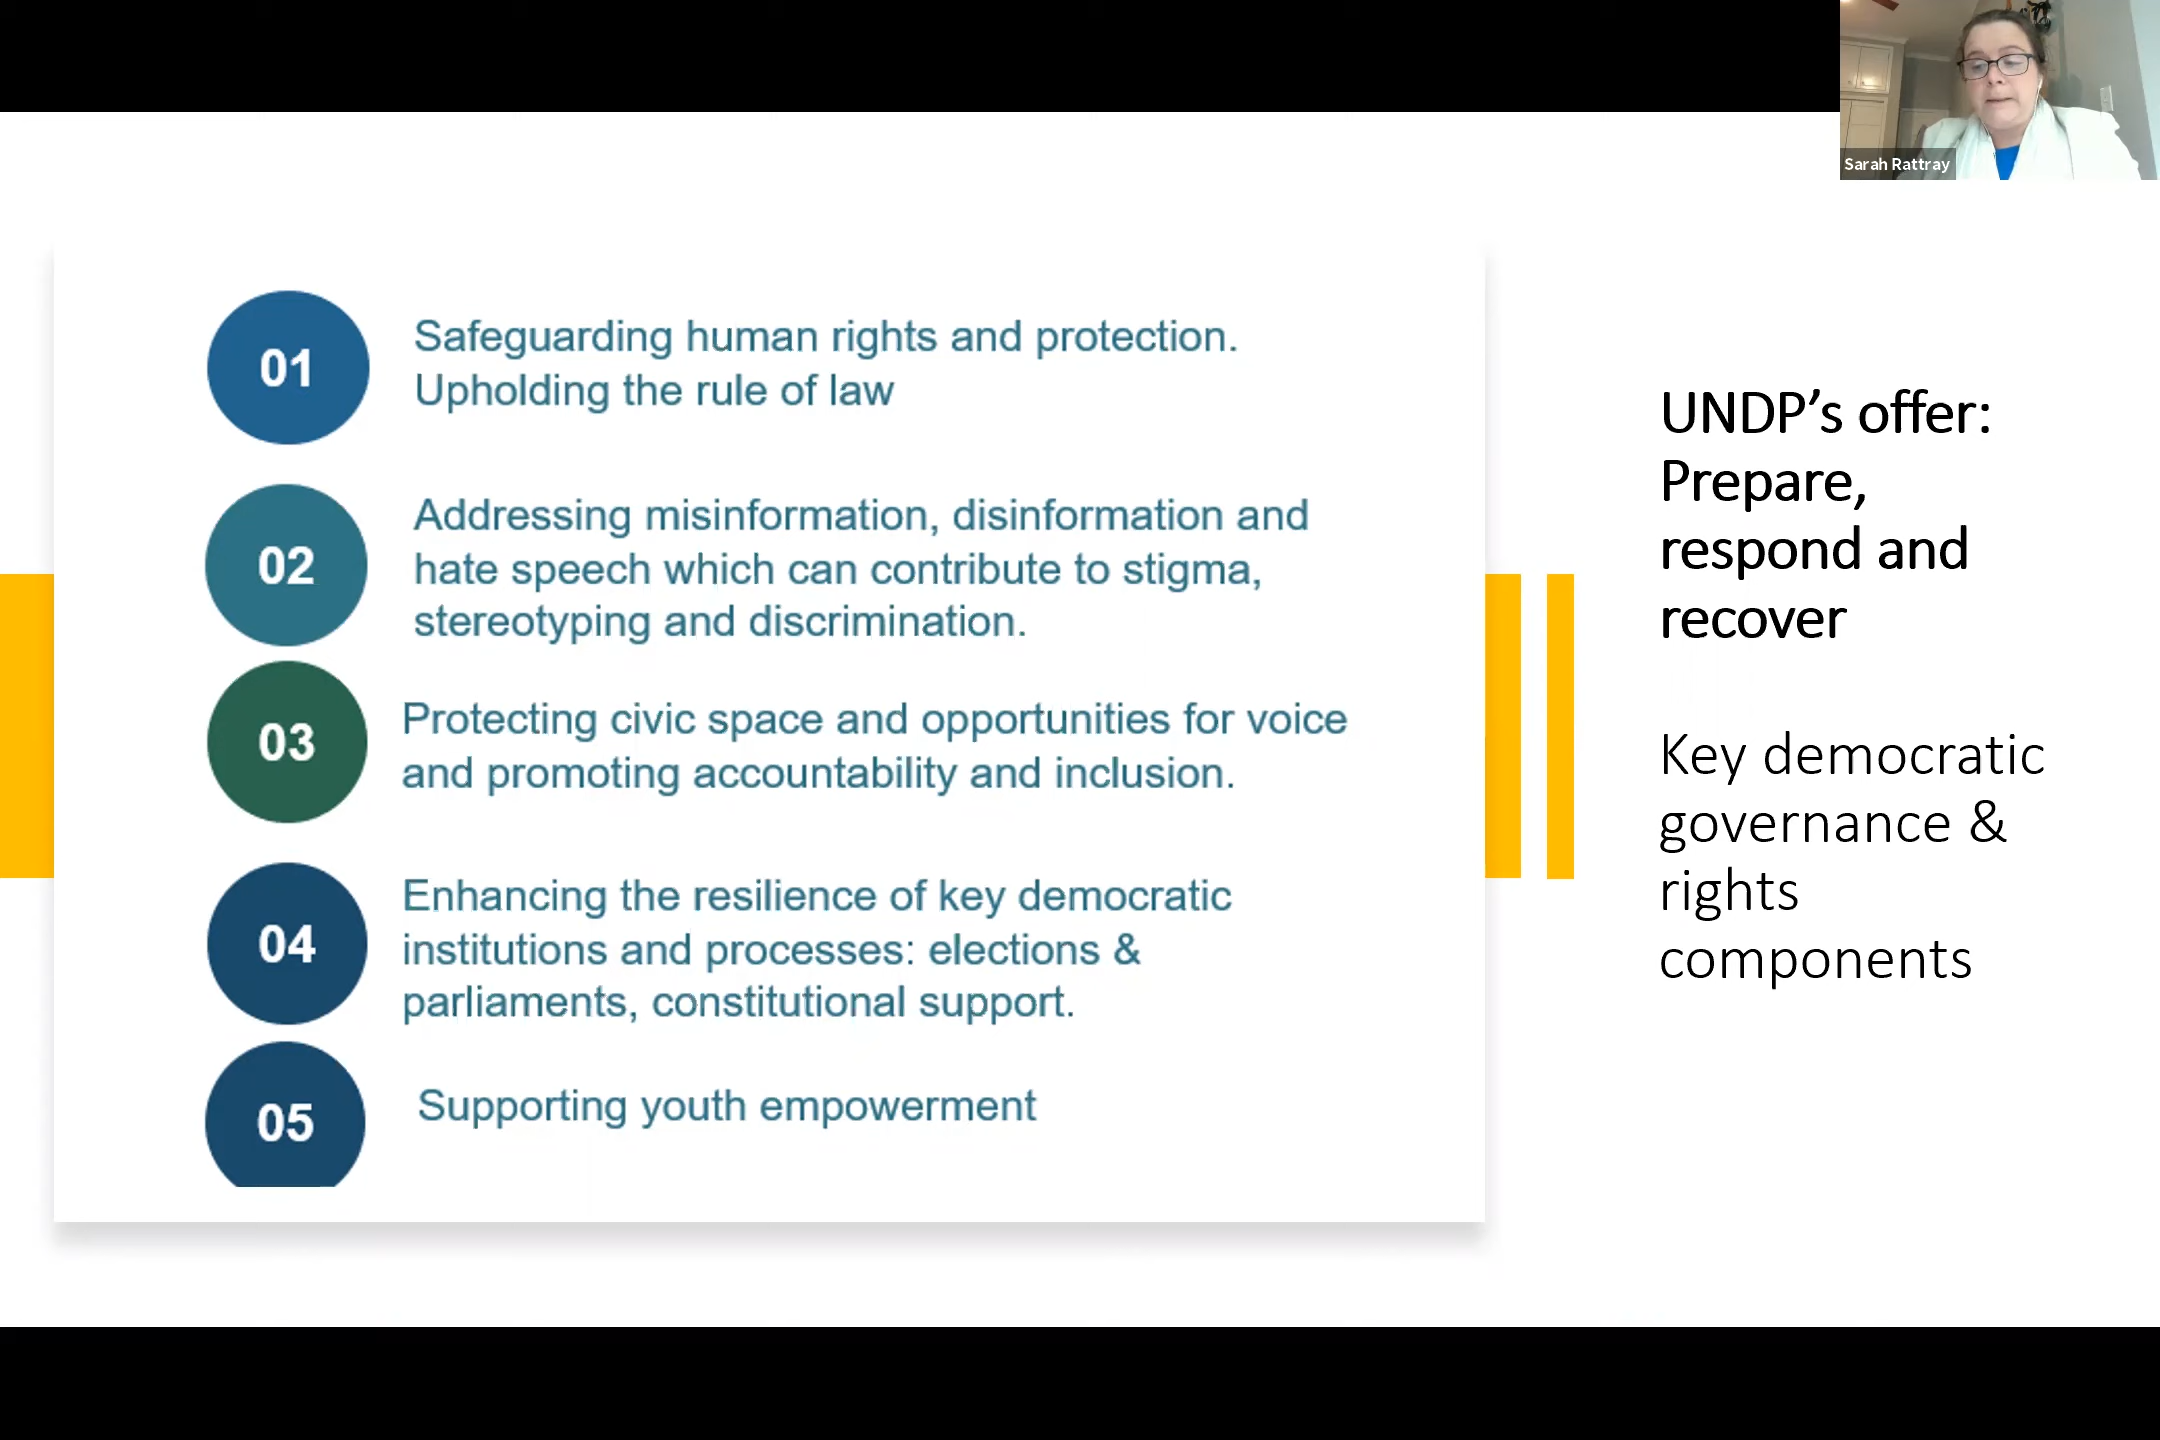 Sarah Rattray
01
Safeguarding human rights and protection.
Upholding the rule of law
02
Addressing misinformation, disinformation and
hate speech which can contribute to stigma,
stereotyping and discrimination.
03
Protecting civic space and opportunities for voice
and promoting accountability and inclusion.
04
Enhancing the resilience of key democratic
institutions and processes: elections &
parliaments, constitutional support.
05
Supporting youth empowerment
UNDP’s offer:
Prepare,
respond and
recover
Key democratic
governance &
rights
components